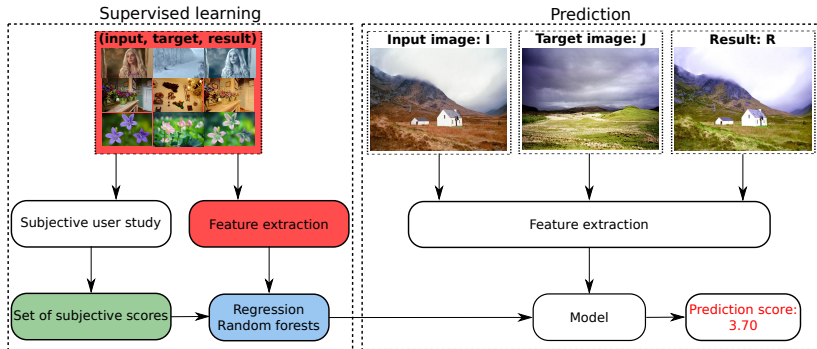 Supervised learning
(input, target, result)
Subjective user study
Feature extraction
Set of subjective scores
Regression
Random forests
Prediction
Input image: I
Target image: J
Result: R
Feature extraction
Model
Prediction score:
3.70